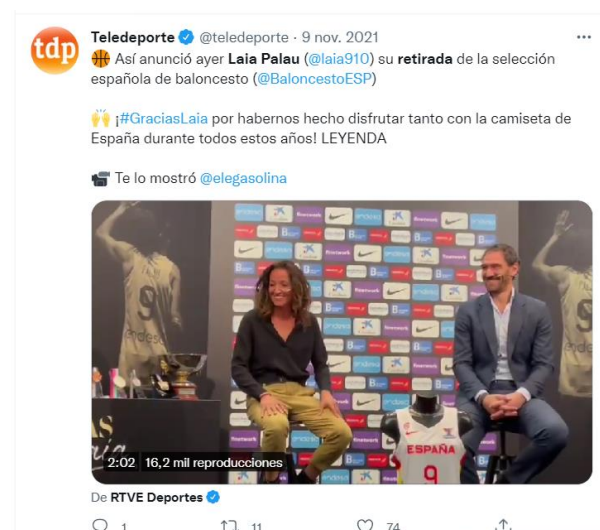 tdp
Teledeporte @teledeporte · 9 nov. 2021
Así anunció ayer Laia Palau (@laia910) su retirada de la selección
española de baloncesto (@BaloncestoESP)
¡#GraciasLaia por habernos hecho disfrutar tanto con la camiseta de
España durante todos estos años! LEYENDA
Te lo mostró @elegasolina
9
endesa
ESPAÑA
9
2:02 16,2 mil reproducciones
De RTVE Deportes
1 11 74